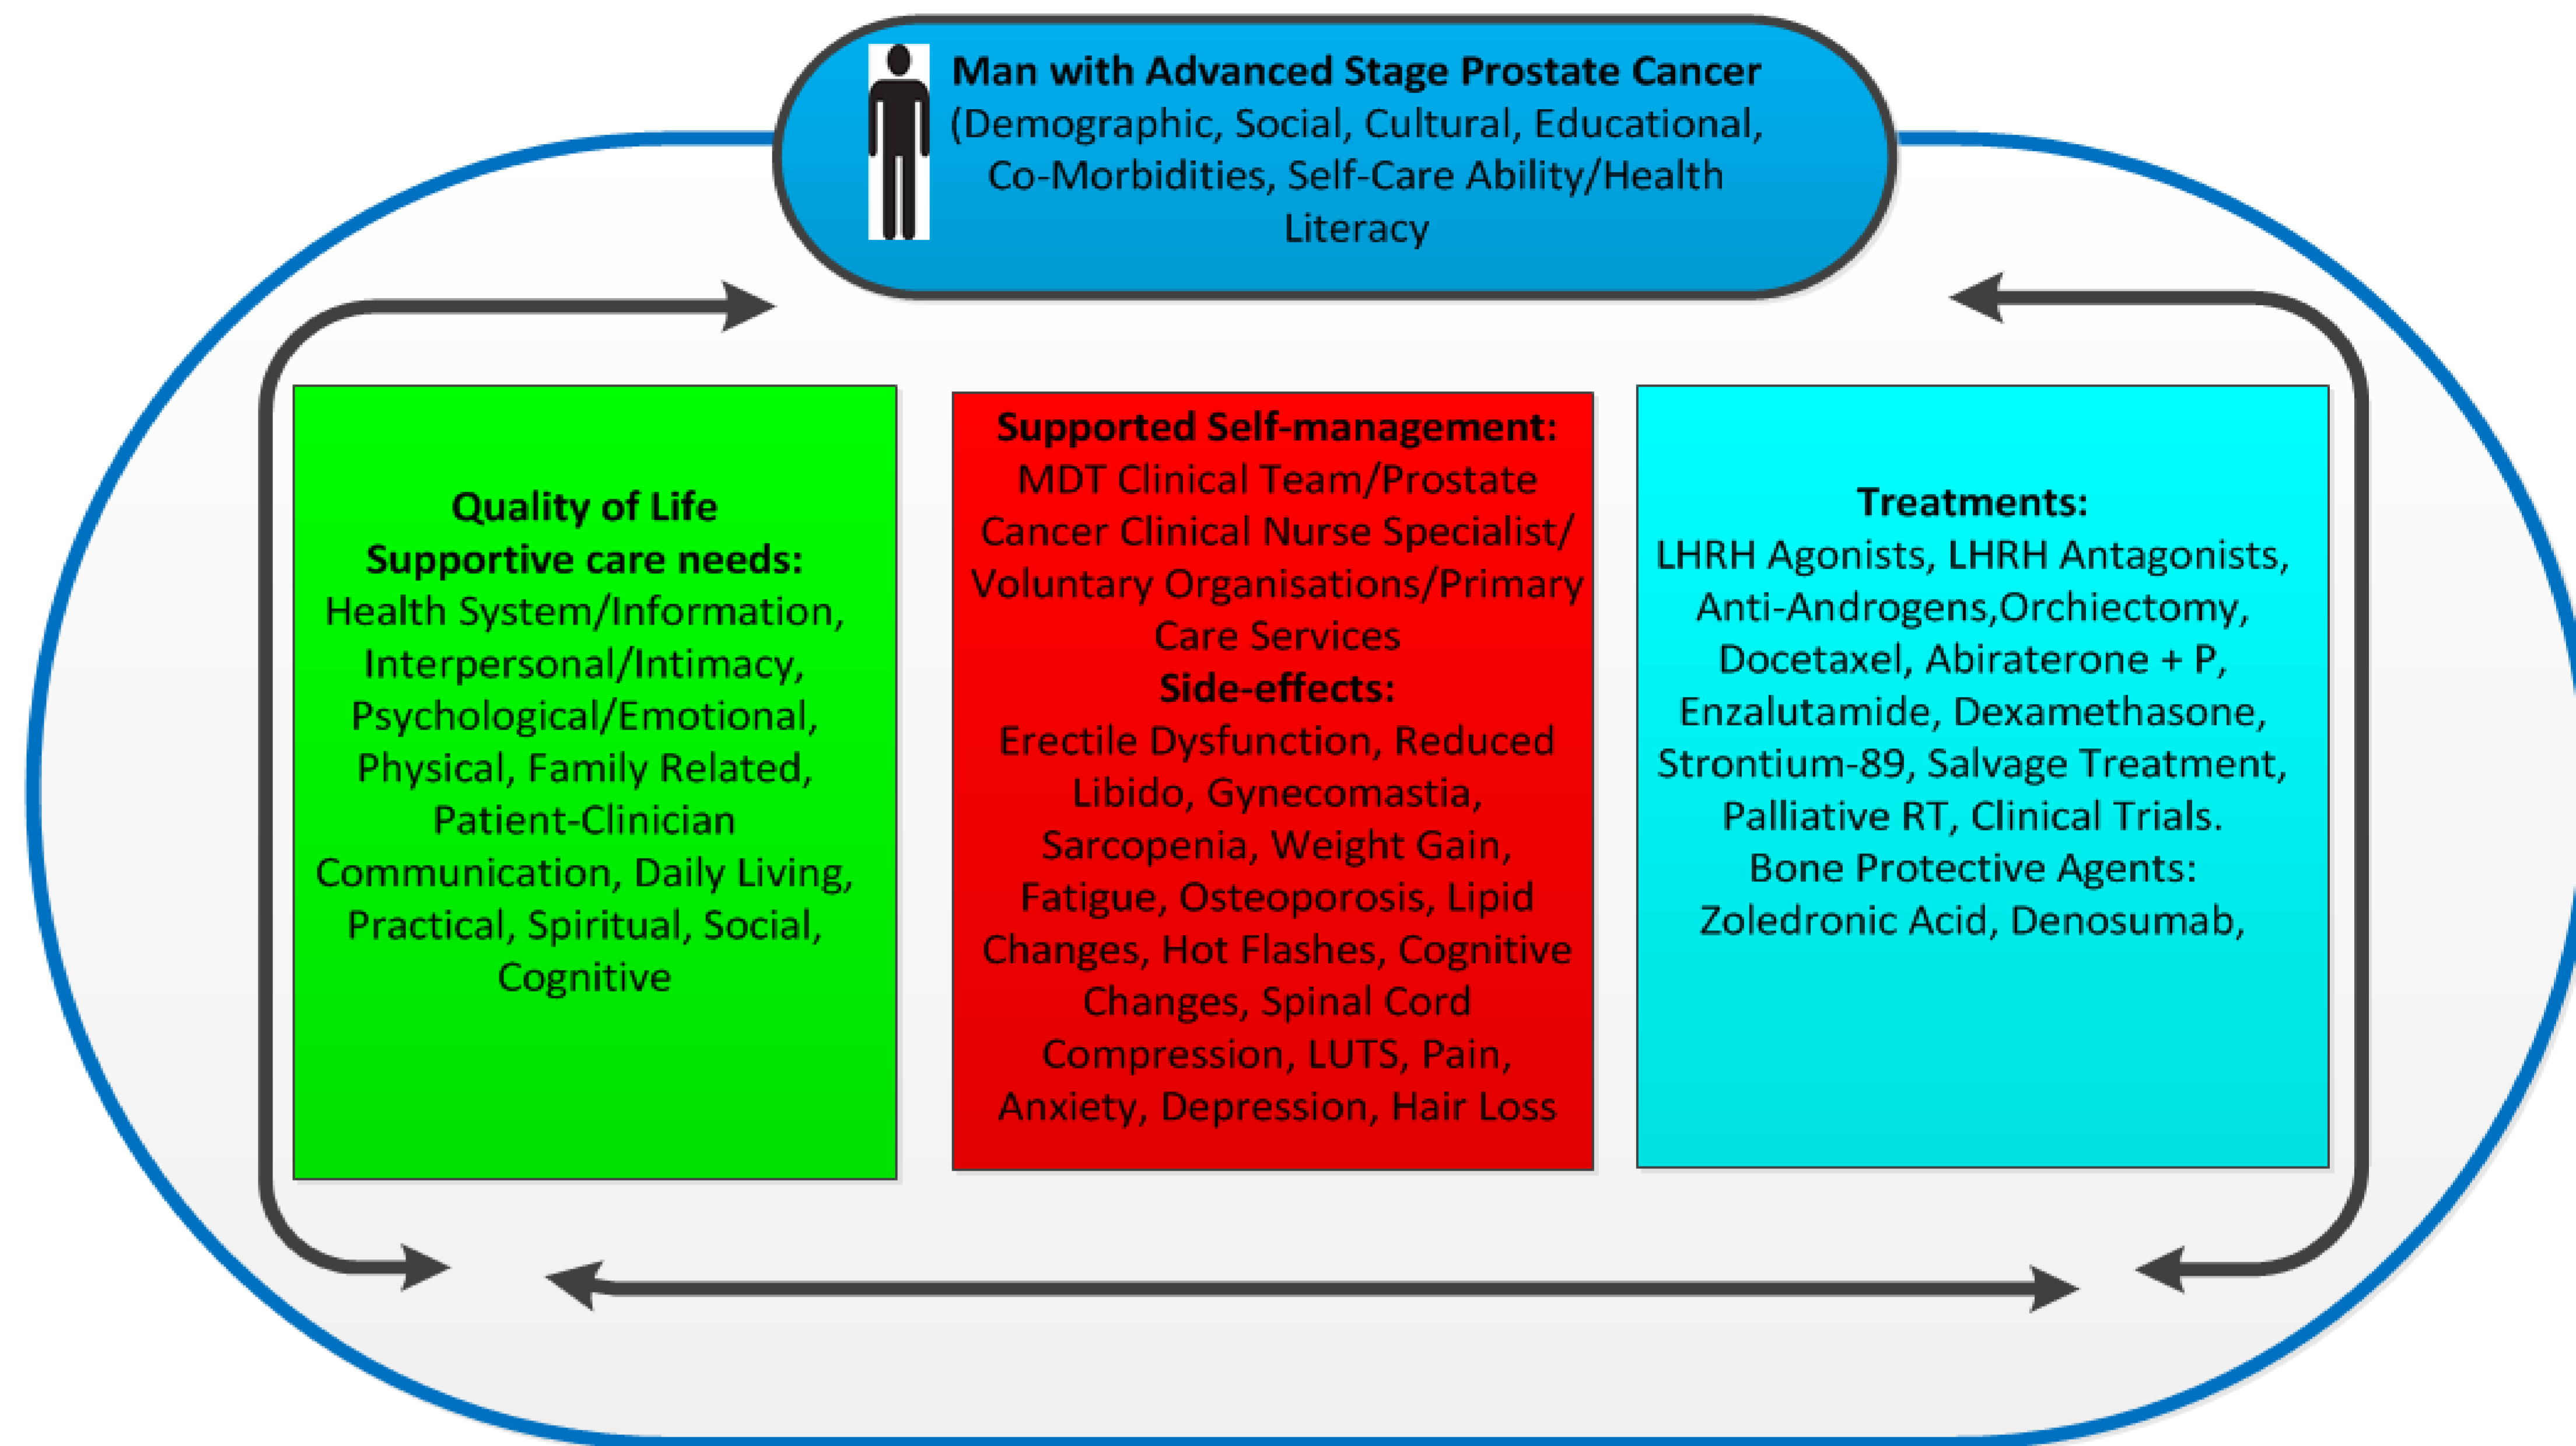 Man with Advanced Stage Prostate Cancer
(Demographic, Social, Cultural, Educational,
Co-Morbidities, Self-Care Ability/Health
Literacy
Quality of Life
Supportive care needs:
Health System/Information,
Interpersonal/Intimacy,
Psychological/Emotional,
Physical, Family Related,
Patient-Clinician
Communication, Daily Living,
Practical, Spiritual, Social,
Cognitive
Supported Self-management:
MDT Clinical Team/Prostate
Cancer Clinical Nurse Specialist/
Voluntary Organisations/Primary
Care Services
Side-effects:
Erectile Dysfunction, Reduced
Libido, Gynecomastia,
Sarcopenia, Weight Gain,
Fatigue, Osteoporosis, Lipid
Changes, Hot Flashes, Cognitive
Changes, Spinal Cord
Compression, LUTS, Pain,
Anxiety, Depression, Hair Loss
Treatments:
LHRH Agonists, LHRH Antagonists,
Anti-Androgens,Orchiectomy,
Docetaxel, Abiraterone + P,
Enzalutamide, Dexamethasone,
Strontium-89, Salvage Treatment,
Palliative RT, Clinical Trials.
Bone Protective Agents:
Zoledronic Acid, Denosumab,